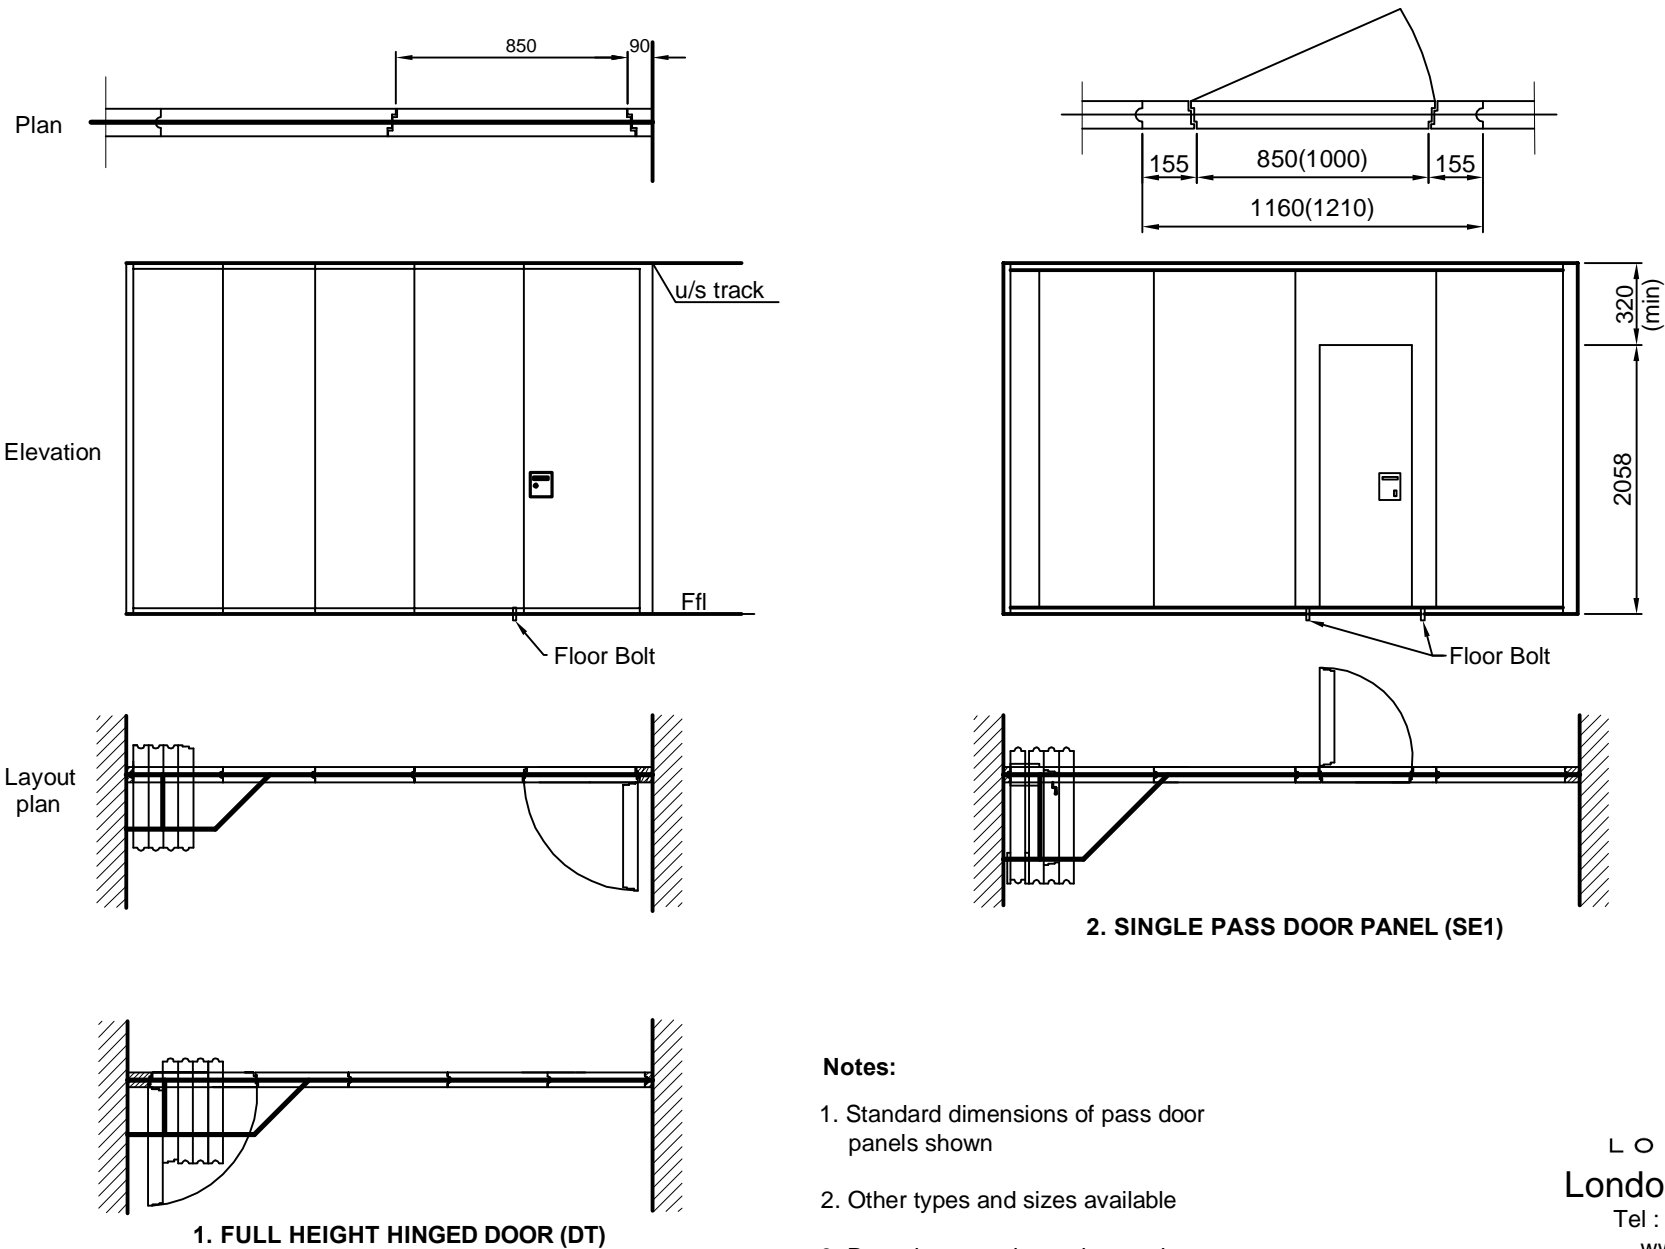 850
90
Plan
155
850(1000)
155
1160(1210)
u/s track
320
(min)
Elevation
2058
Ffl
Floor Bolt
Floor Bolt
Layout
plan
2. SINGLE PASS DOOR PANEL (SE1)
1. FULL HEIGHT HINGED DOOR (DT)
Notes:
1. Standard dimensions of pass door
panels shown
2. Other types and sizes available
L O
Londo
Tel :